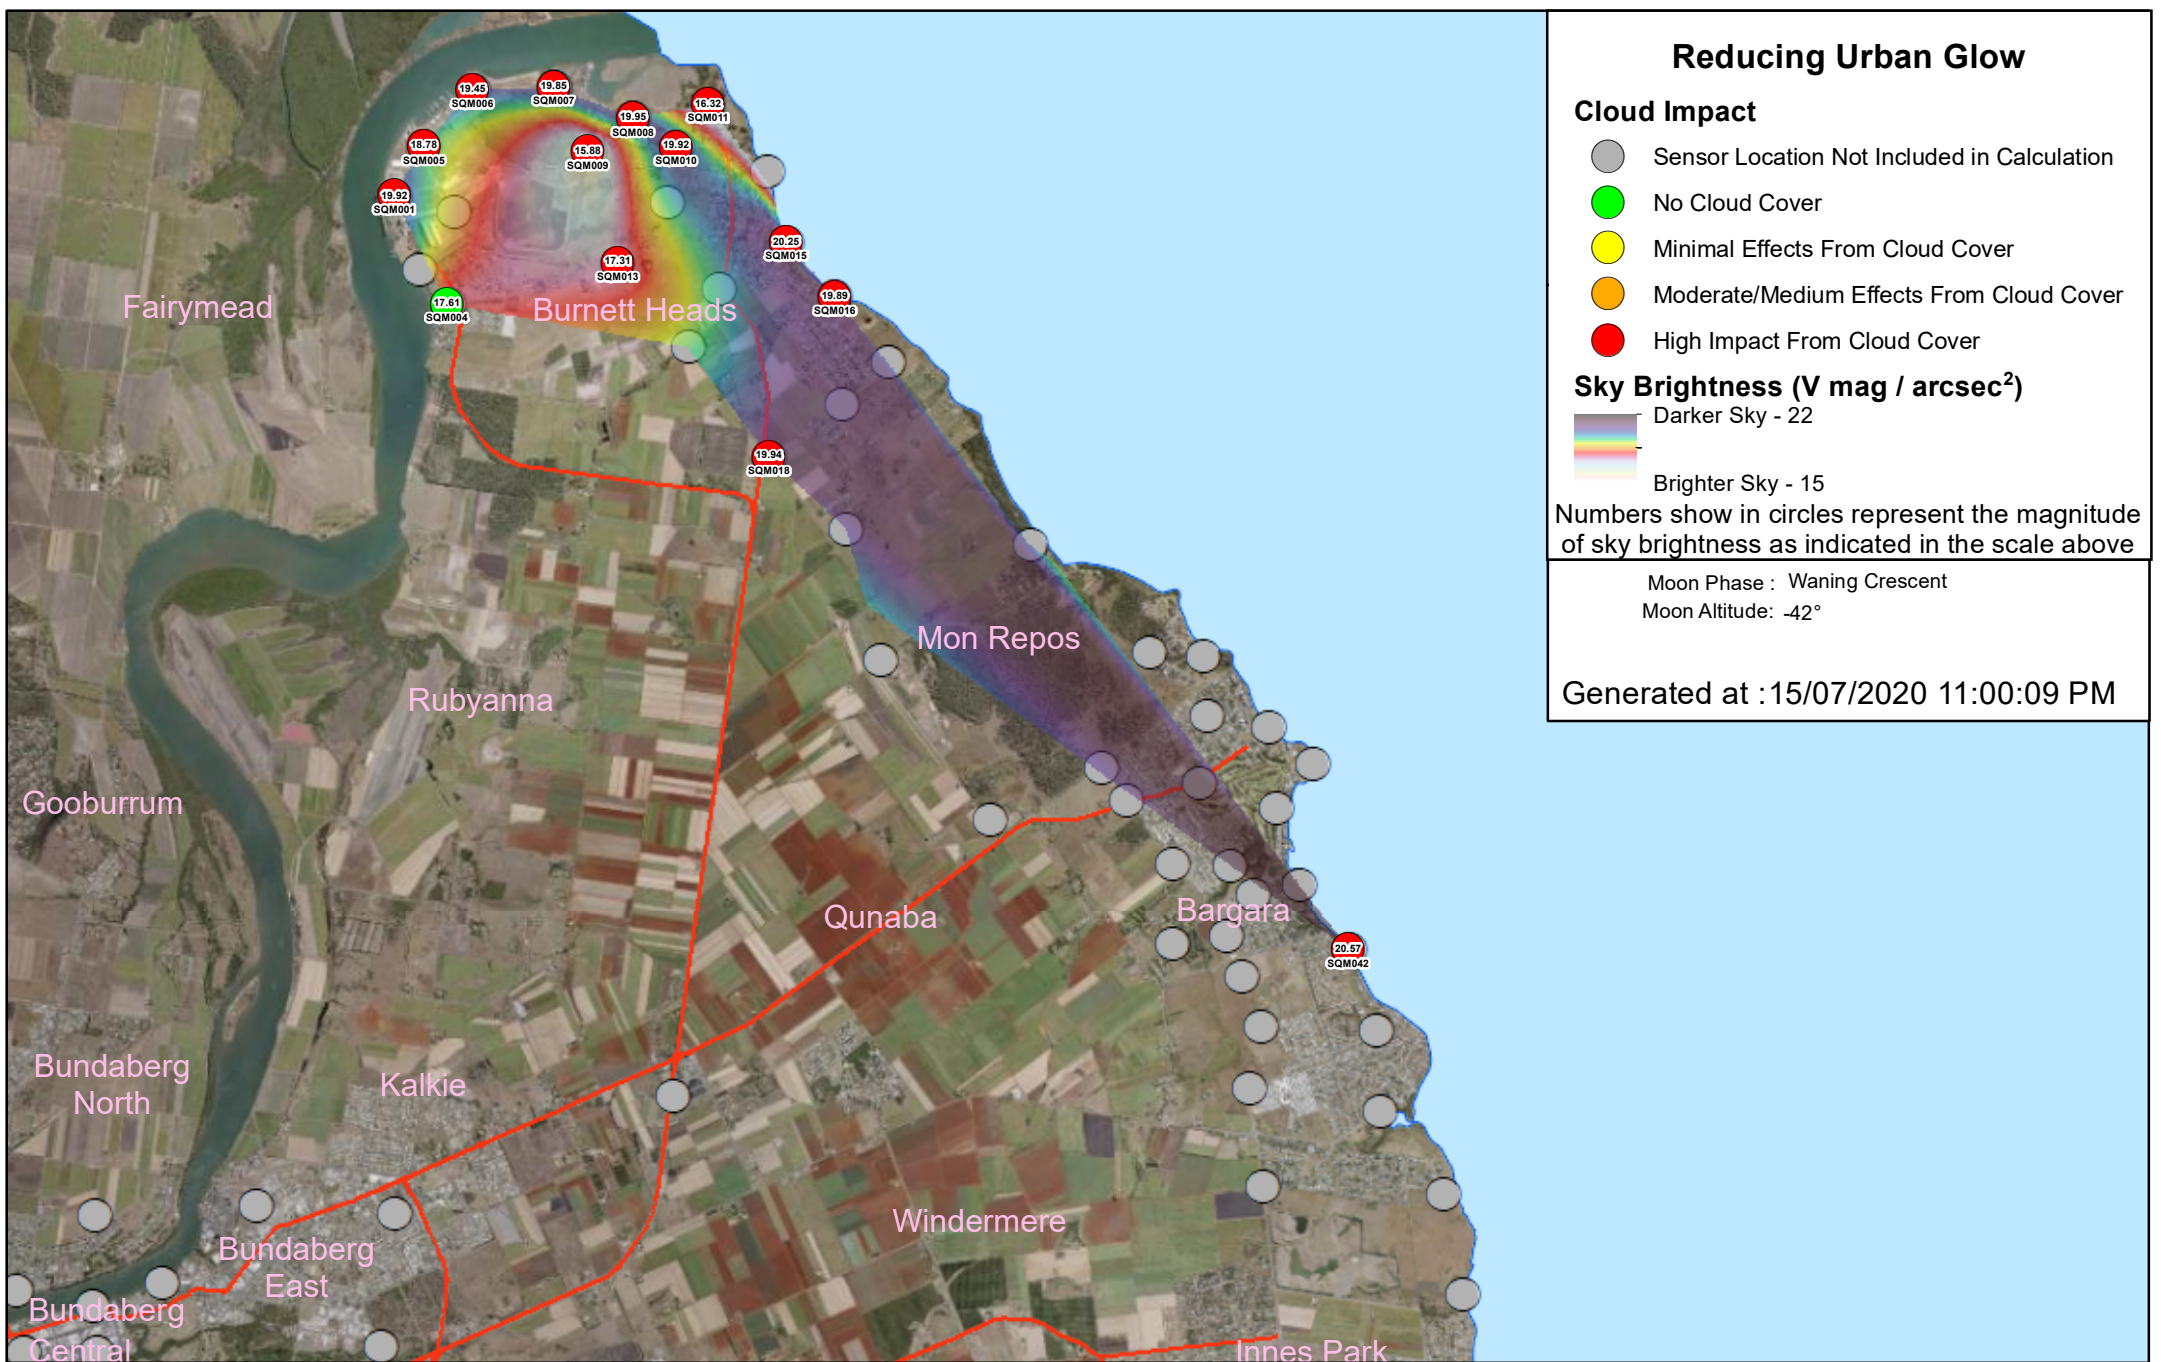 Reducing Urban Glow
Cloud Impact
Sensor Location Not Included in Calculation
No Cloud Cover
Minimal Effects From Cloud Cover
Moderate/Medium Effects From Cloud Cover
High Impact From Cloud Cover
Sky Brightness (V mag / arcsec²)
Darker Sky - 22
Brighter Sky - 15
Numbers show in circles represent the magnitude
of sky brightness as indicated in the scale above
Moon Phase : Waning Crescent
Moon Altitude: -42°
Generated at :15/07/2020 11:00:09 PM
19.45
SQM006
19.85
SQM007
19.95
SQM008
16.32
SQM011
18.78
SQM005
15.88
SQM009
19.92
SQM010
19.92
SQM001
20.25
SQM015
17.31
SQM013
17.61
SQM004
19.89
SQM016
Fairymead
Burnett Heads
19.94
SQM018
Mon Repos
Rubyanna
Gooburrum
Qunaba
Bargara
20.57
SQM042
Bundaberg
North
Kalkie
Windermere
Bundaberg
East
Bundaberg
Central
Innes Park